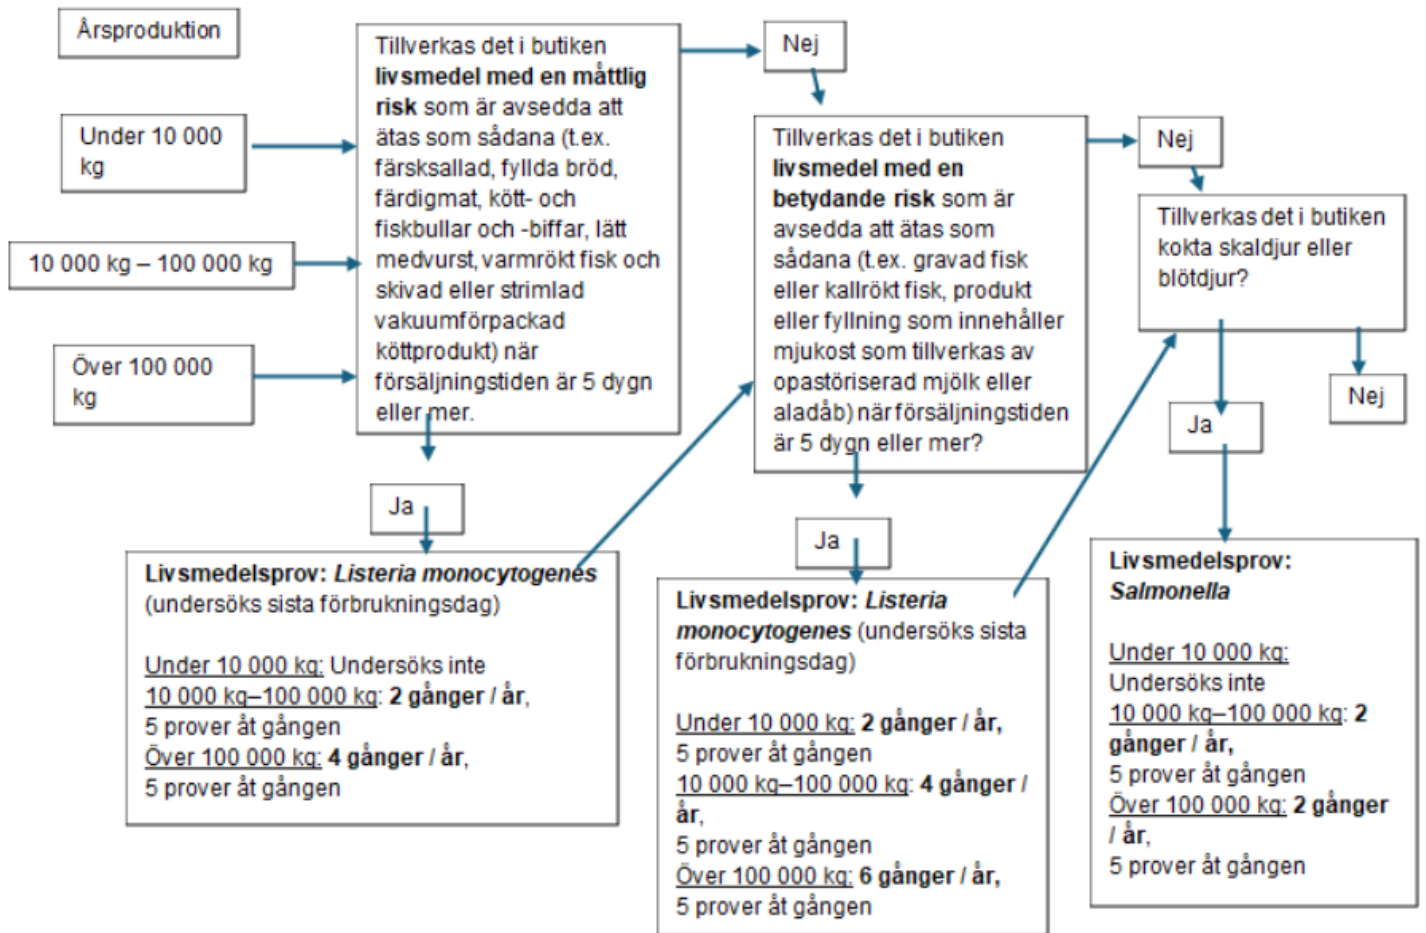 Årsproduktion
Under 10 000
kg
10 000 kg – 100 000 kg
Över 100 000
kg
Tillverkas det i butiken
livsmedel med en måttlig
risk som är avsedda att
ätas som sådana (t.ex.
färsksallad, fyllda bröd,
färdigmat, kött- och
fiskbullar och -biffar, lätt
medvurst, varmrökt fisk och
skivad eller strimlad
vakuumförpackad
köttprodukt) när
försäljningstiden är 5 dygn
eller mer.
Ja
Livsmedelsprov: Listeria monocytogenes
(undersöks sista förbrukningsdag)
Under 10 000 kg: Undersöks inte
10 000 kg–100 000 kg: 2 gånger / år,
5 prover åt gången
Över 100 000 kg: 4 gånger / år,
5 prover åt gången
Nej
Tillverkas det i butiken
livsmedel med en
betydande risk som är
avsedda att ätas som
sådana (t.ex. gravad fisk
eller kallrökt fisk, produkt
eller fyllning som innehåller
mjukost som tillverkas av
opastöriserad mjölk eller
aladåb) när försäljningstiden
är 5 dygn eller mer?
Ja
Livsmedelsprov: Listeria
monocytogenes (undersöks sista
förbrukningsdag)
Under 10 000 kg: 2 gånger / år,
5 prover åt gången
10 000 kg–100 000 kg: 4 gånger /
år,
5 prover åt gången
Över 100 000 kg: 6 gånger / år,
5 prover åt gången
Nej
Tillverkas det i butiken
kokta skaldjur eller
blötdjur?
Nej
Ja
Livsmedelsprov:
Salmonella
Under 10 000 kg:
Undersöks inte
10 000 kg–100 000 kg: 2
gånger / år,
5 prover åt gången
Över 100 000 kg: 2 gånger
/ år,
5 prover åt gången